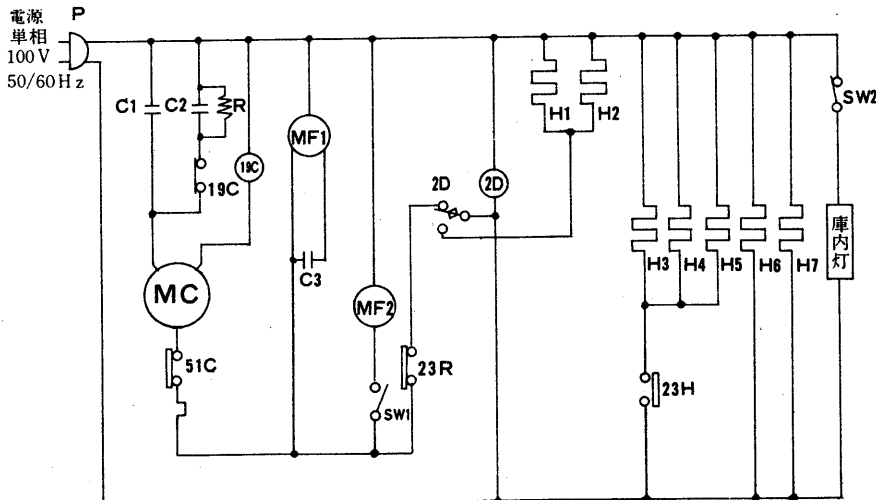 電源
単相
100V
50/60Hz
P
C1
C2
R
19C
19C
MC
51C
MF1
C3
MF2
SW1
23R
2D
2D
H1
H2
H3
H4
H5
H6
H7
23H
SW2
庫内灯